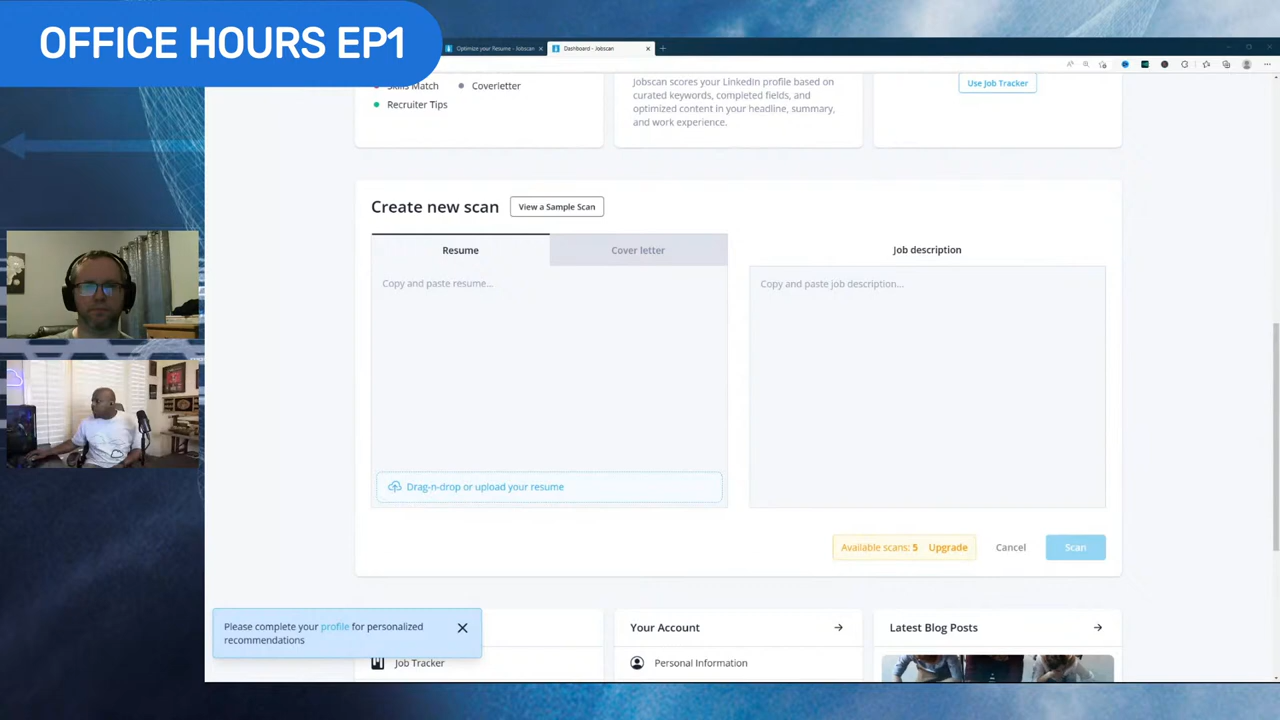 OFFICE HOURS EP1
Optimize your Resume - Jobscan
Dashboard - Jobscan
Skills Match
Coverletter
Recruiter Tips
Jobscan scores your LinkedIn profile based on
curated keywords, completed fields, and
optimized content in your headline, summary,
and work experience.
Use Job Tracker
Create new scan
View a Sample Scan
Resume
Cover letter
Job description
Copy and paste resume...
Copy and paste job description...
Drag-n-drop or upload your resume
Available scans: 5 Upgrade
Cancel
Scan
Please complete your profile for personalized
recommendations
Job Tracker
Your Account
Personal Information
Latest Blog Posts